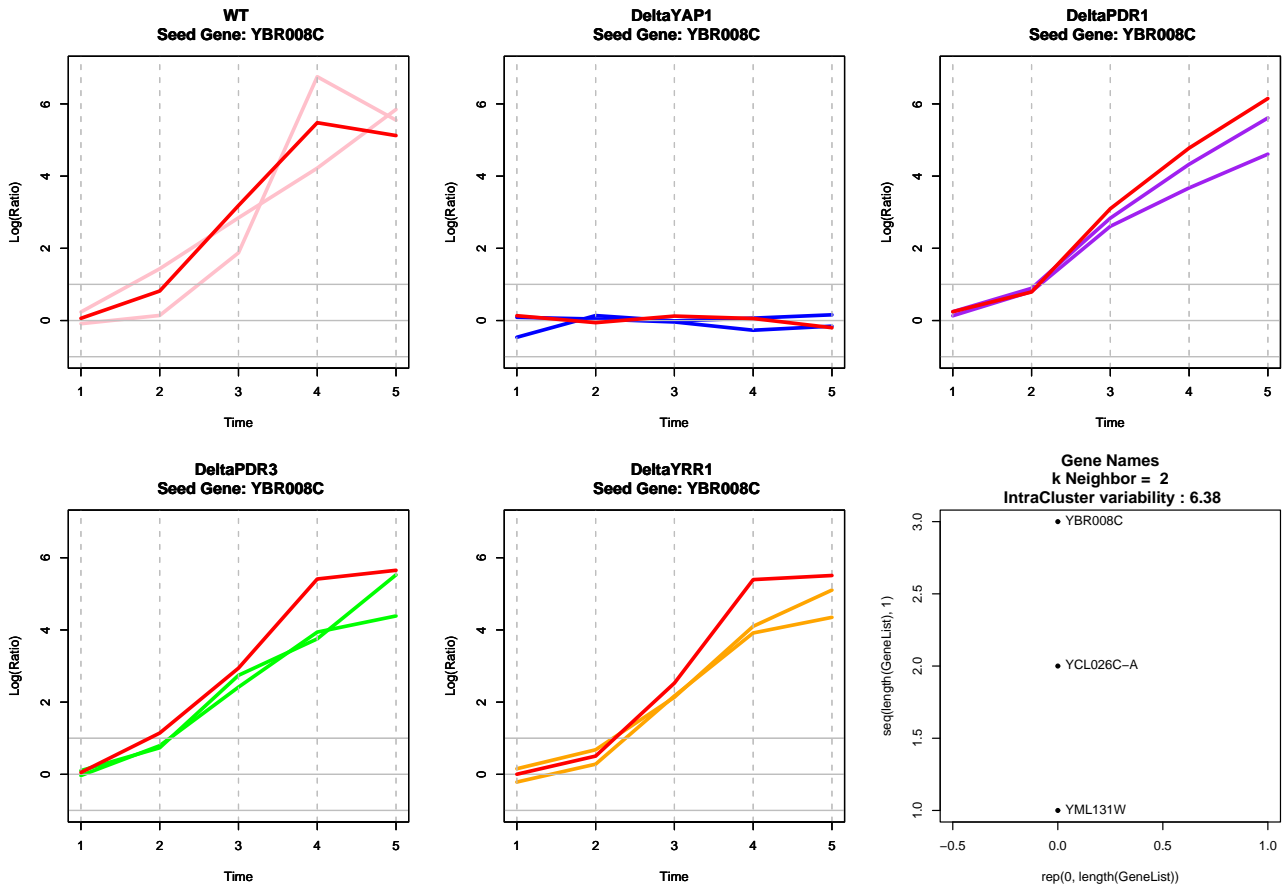 WT
Seed Gene: YBR008C
Log(Ratio)
6
4
2
0
1 2 3 4 5
Time
DeltaYAP1
Seed Gene: YBR008C
Log(Ratio)
6
4
2
0
1 2 3 4 5
Time
DeltaPDR1
Seed Gene: YBR008C
Log(Ratio)
6
4
2
0
1 2 3 4 5
Time
DeltaPDR3
Seed Gene: YBR008C
Log(Ratio)
6
4
2
0
1 2 3 4 5
Time
DeltaYRR1
Seed Gene: YBR008C
Log(Ratio)
6
4
2
0
1 2 3 4 5
Time
Gene Names
k Neighbor = 2
IntraCluster variability : 6.38
seq(length(GeneList), 1)
3.0
2.5
2.0
1.5
1.0
YBR008C
YCL026C−A
YML131W
−0.5 0.0 0.5 1.0
rep(0, length(GeneList))